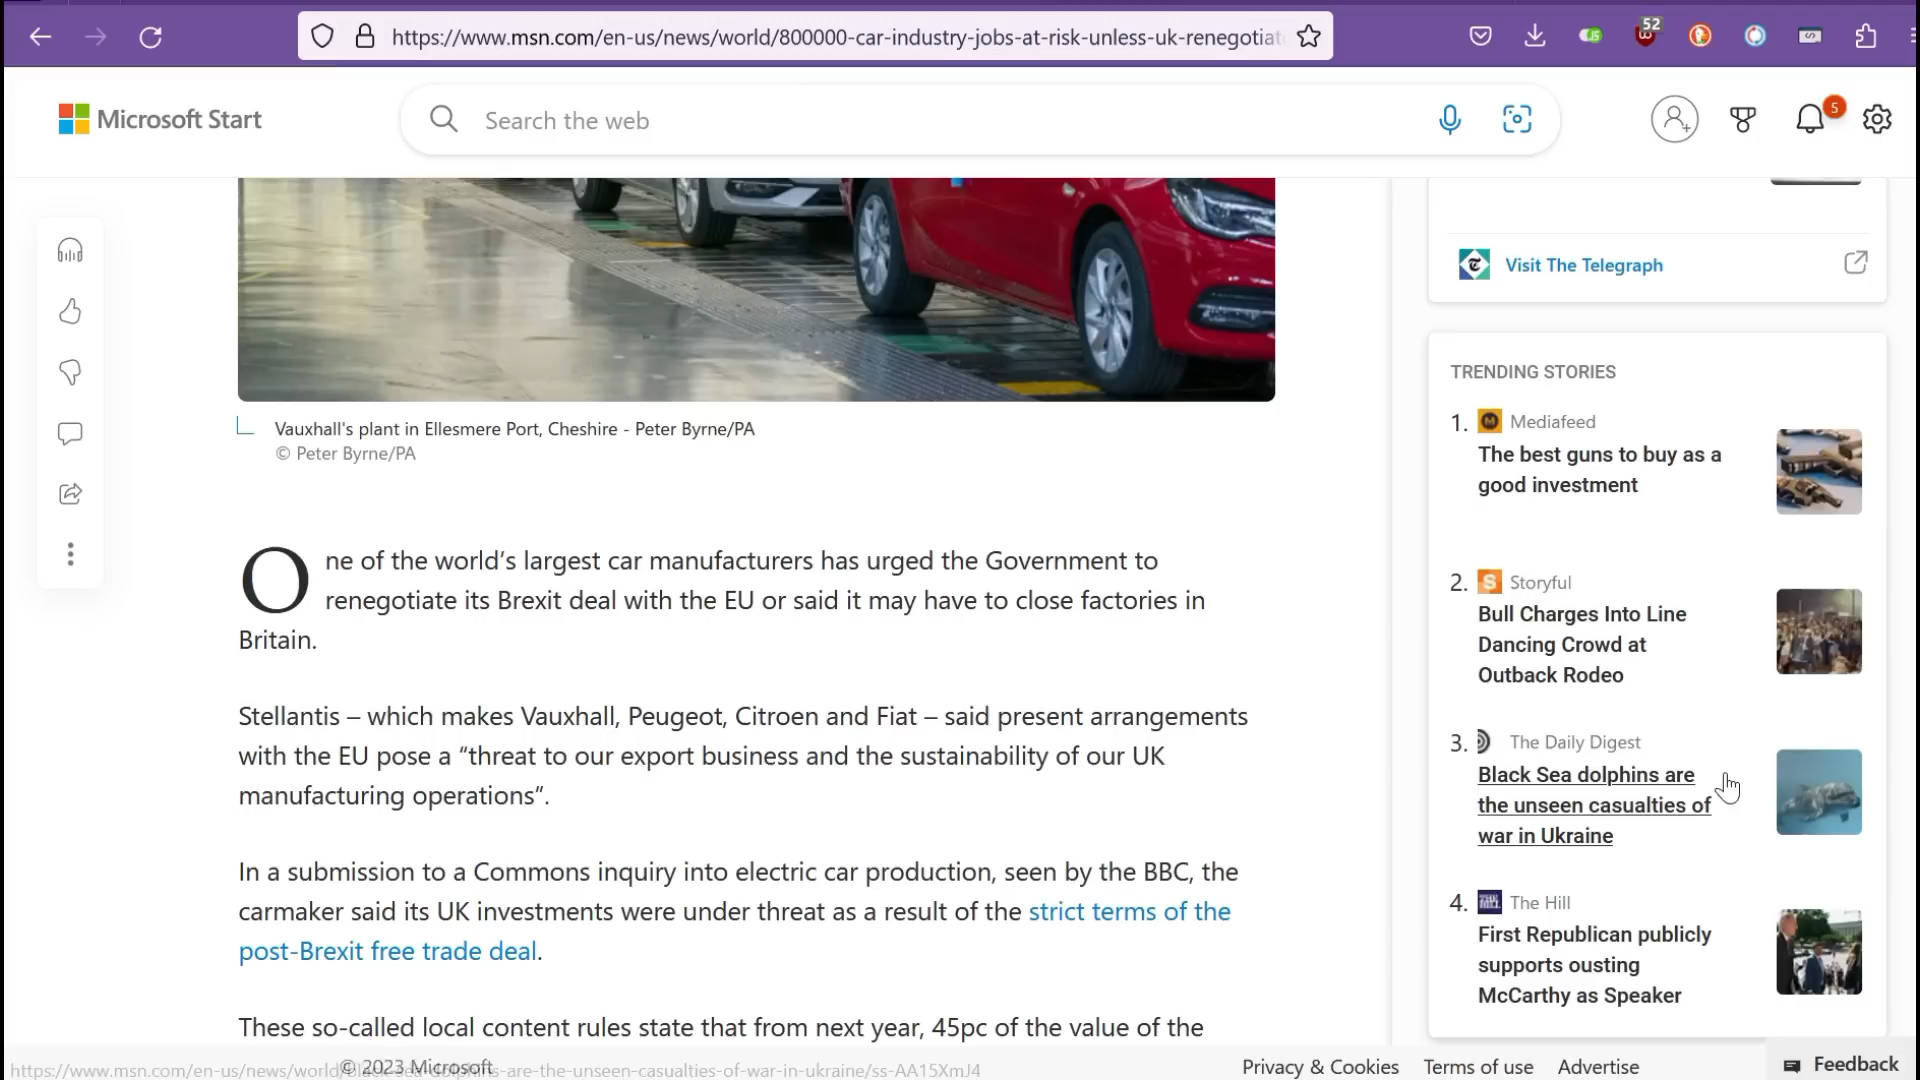 https://www.msn.com/en-us/news/world/800000-car-industry-jobs-at-risk-unless-uk-renegotiat
52
Microsoft Start
Search the web
5
Visit The Telegraph
TRENDING STORIES
1. Mediafeed
The best guns to buy as a
good investment
2. Storyful
Bull Charges Into Line
Dancing Crowd at
Outback Rodeo
3. The Daily Digest
Black Sea dolphins are
the unseen casualties of
war in Ukraine
4. The Hill
First Republican publicly
supports ousting
McCarthy as Speaker
Vauxhall's plant in Ellesmere Port, Cheshire - Peter Byrne/PA
© Peter Byrne/PA
One of the world’s largest car manufacturers has urged the Government to
renegotiate its Brexit deal with the EU or said it may have to close factories in
Britain.
Stellantis – which makes Vauxhall, Peugeot, Citroen and Fiat – said present arrangements
with the EU pose a “threat to our export business and the sustainability of our UK
manufacturing operations”.
In a submission to a Commons inquiry into electric car production, seen by the BBC, the
carmaker said its UK investments were under threat as a result of the strict terms of the
post-Brexit free trade deal.
These so-called local content rules state that from next year, 45pc of the value of the
© 2023 Microsoft
https://www.msn.com/en-us/news/world/black-sea-dolphins-are-the-unseen-casualties-of-war-in-ukraine/ss-AA15XmJ4
Privacy & Cookies
Terms of use
Advertise
Feedback